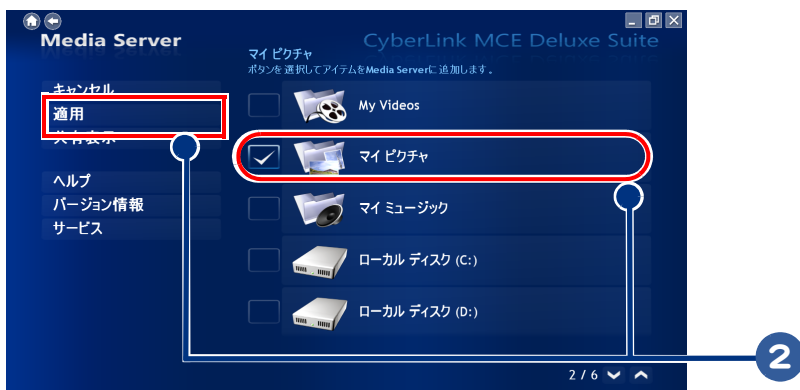 Media Server
CyberLink MCE Deluxe Suite
マイ ピクチャ
ボタンを選択してアイテムをMedia Serverに追加します。
キャンセル
適用
共有表示
ヘルプ
バージョン情報
サービス
My Videos
マイ ピクチャ
マイ ミュージック
ローカル ディスク (C:)
ローカル ディスク (D:)
2 / 6
2